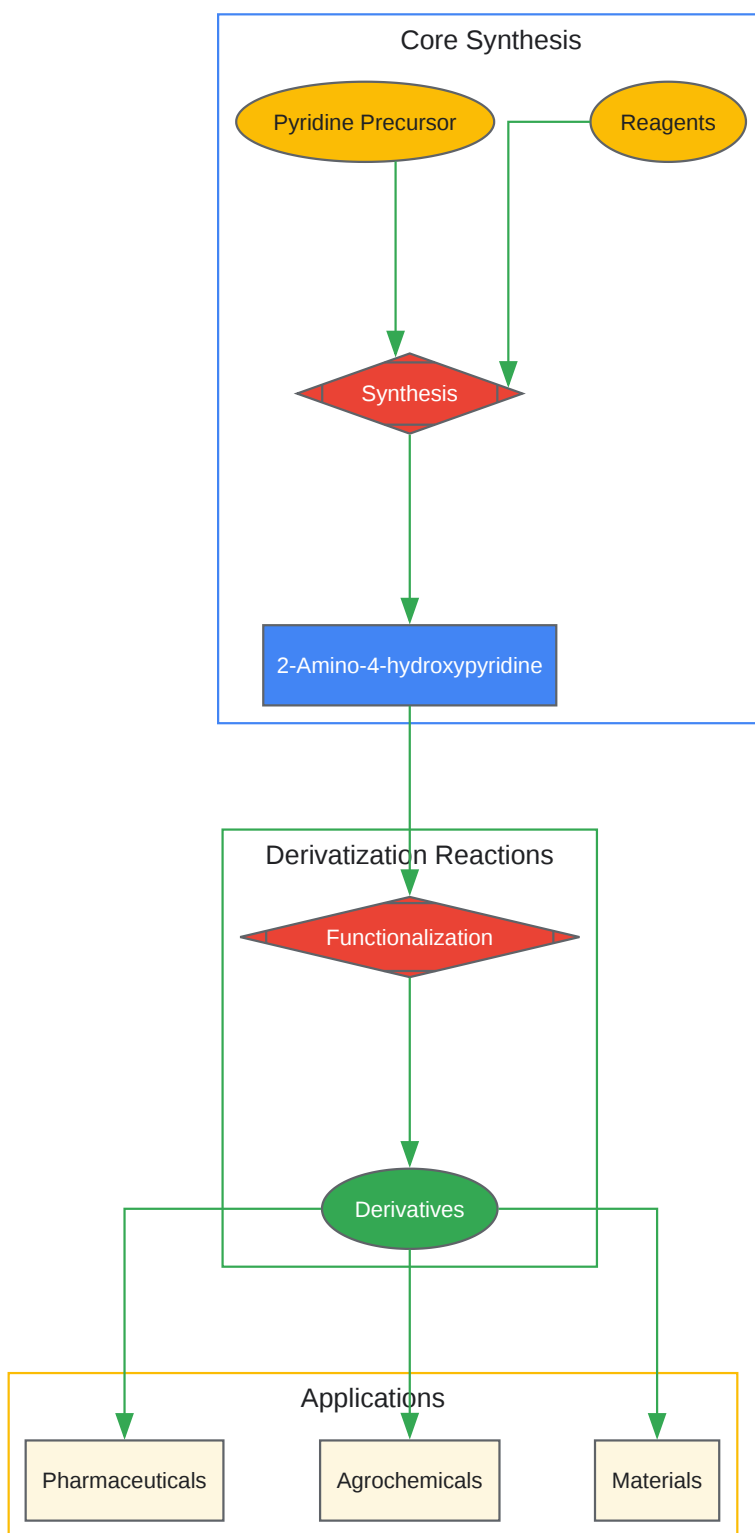 Core Synthesis
Pyridine Precursor
Reagents
Synthesis
2-Amino-4-hydroxypyridine
Derivatization Reactions
Functionalization
Derivatives
Applications
Pharmaceuticals
Agrochemicals
Materials